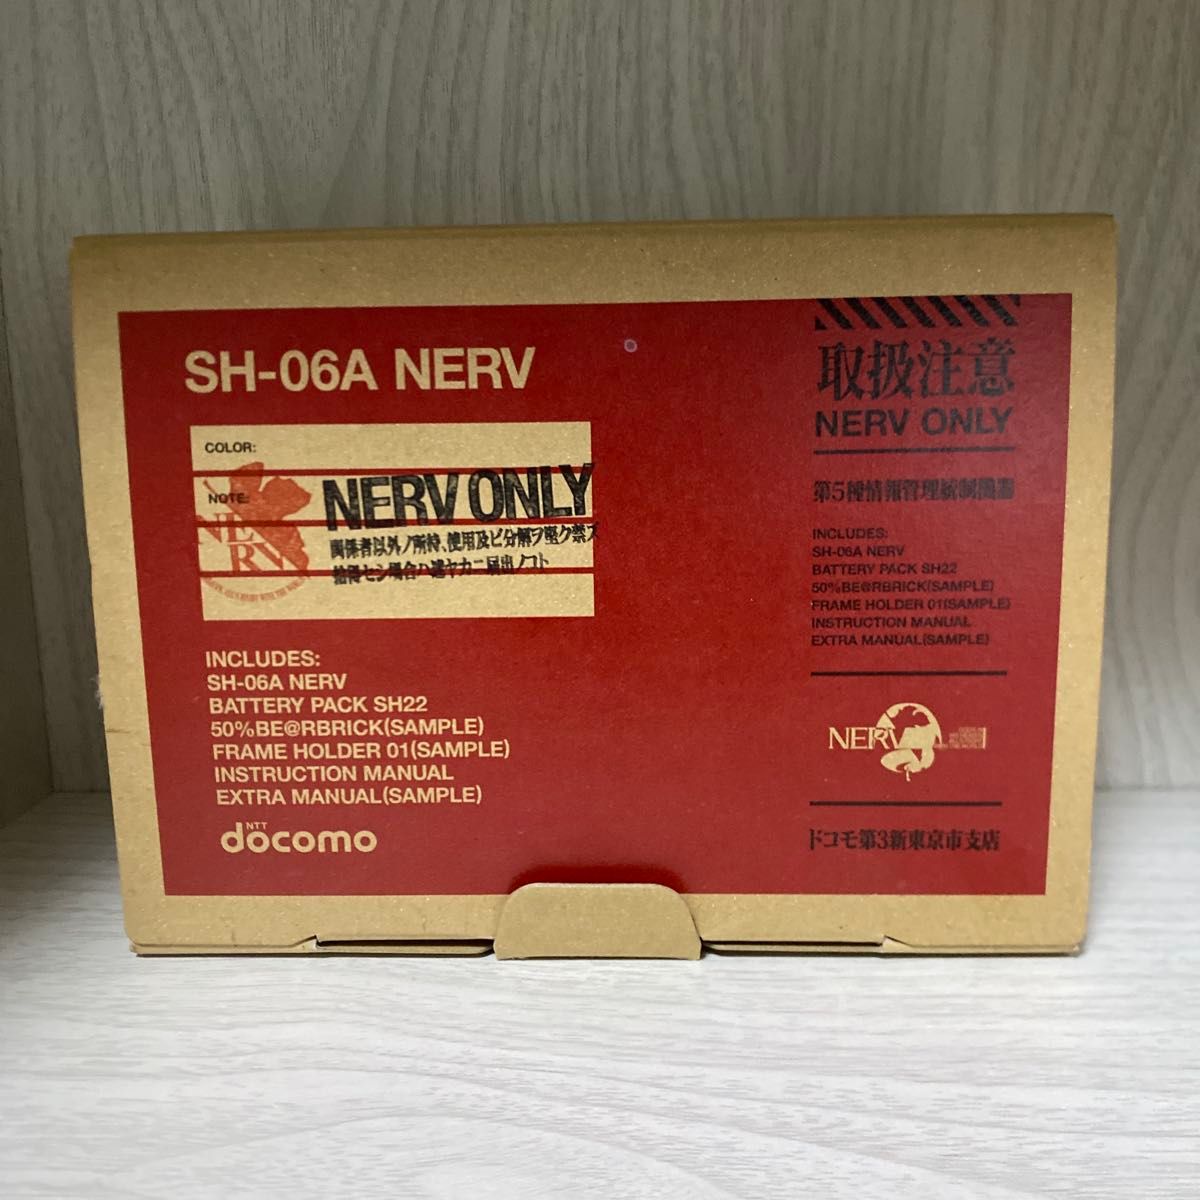 SH-06A NERV
COLOR:
NOTE:
NERV
NERV ONLY
関係者以外ノ所持、使用及ビ分解ヲ堅ク禁ズ
拾得セシ場合ハ速ヤカニ届出ノコト
INCLUDES:
SH-06A NERV
BATTERY PACK SH22
50%BE@RBRICK(SAMPLE)
FRAME HOLDER 01(SAMPLE)
INSTRUCTION MANUAL
EXTRA MANUAL(SAMPLE)
NTT
docomo
取扱注意
NERV ONLY
第5種情報管理統制機器
INCLUDES:
SH-06A NERV
BATTERY PACK SH22
50%BE@RBRICK(SAMPLE)
FRAME HOLDER 01(SAMPLE)
INSTRUCTION MANUAL
EXTRA MANUAL(SAMPLE)
NERV
ドコモ第3新東京市支店